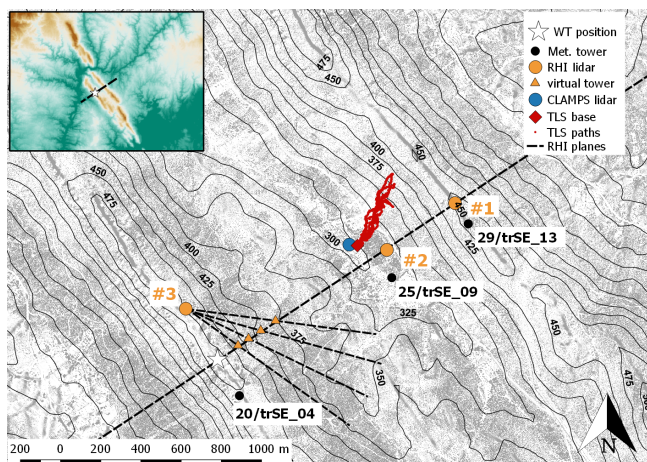 WT position
Met. tower
RHI lidar
virtual tower
CLAMPS lidar
TLS base
TLS paths
RHI planes
475
450
450
400
375
450
475
450
#1
29/trSE_13
425
300
#2
25/trSE_09
400
425
#3
325
375
350
450
475
20/trSE_04
N
200 0 200 400 600 800 1000 m